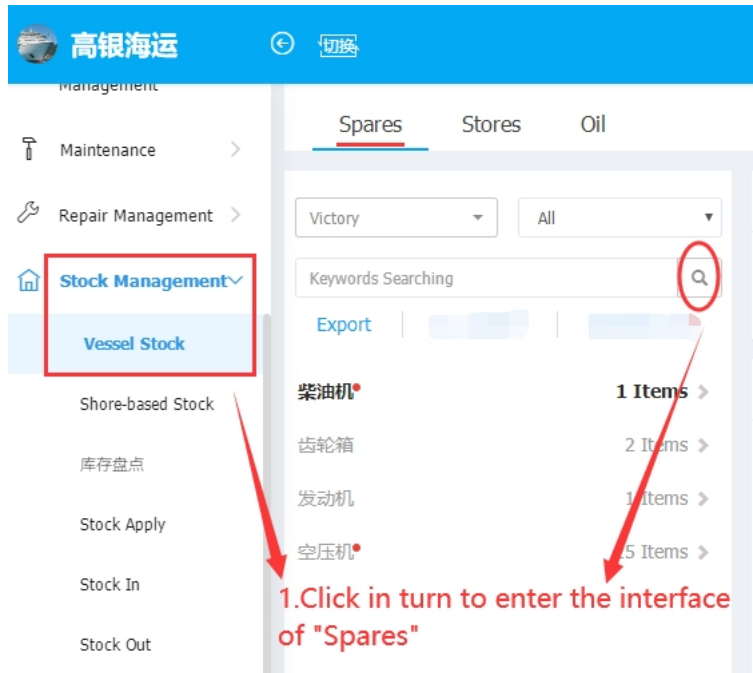 高银海运
切换
Management
Maintenance
Repair Management
Stock Management
Vessel Stock
Shore-based Stock
库存盘点
Stock Apply
Stock In
Stock Out
Spares Stores Oil
Victory All
Keywords Searching
Export
柴油机 1 Items
齿轮箱 2 Items
发动机 1 Items
空压机 5 Items
1.Click in turn to enter the interface
of "Spares"